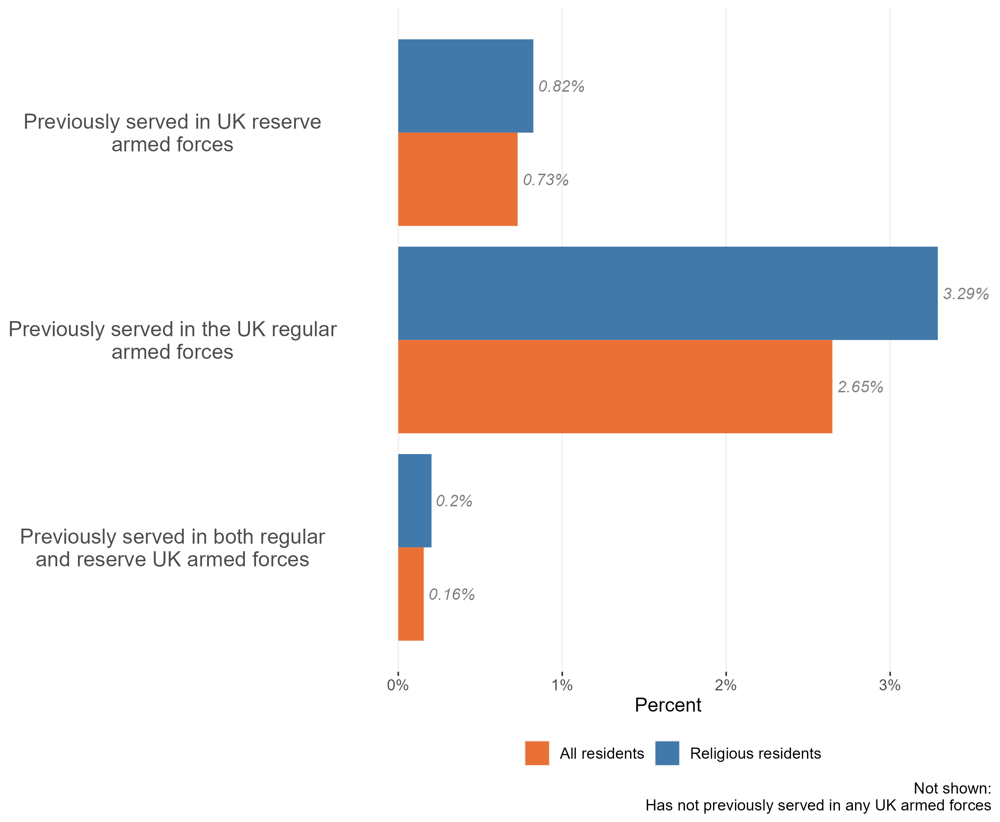 Previously served in UK reserve
armed forces
0.82%
0.73%
Previously served in the UK regular
armed forces
3.29%
2.65%
Previously served in both regular
and reserve UK armed forces
0.2%
0.16%
0%
1%
2%
3%
Percent
All residents
Religious residents
Not shown:
Has not previously served in any UK armed forces